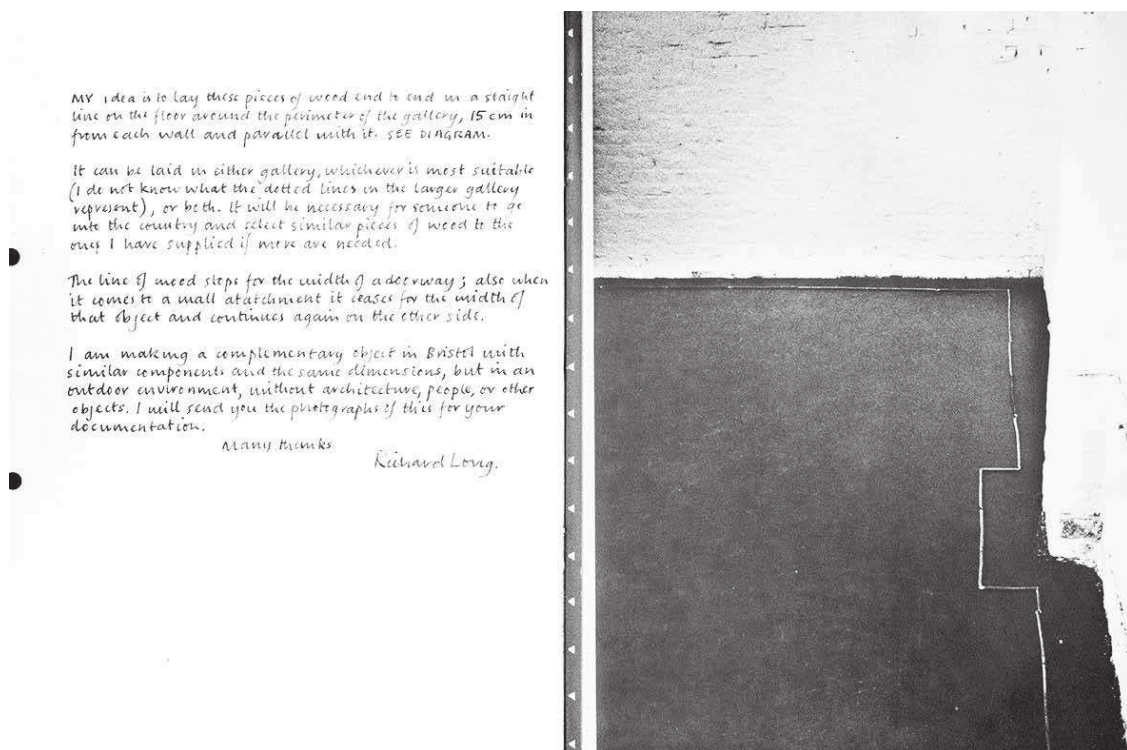 MY idea is to lay these pieces of wood end to end in a staight
line on the floor around the perimeter of the gallery, 15 cm in
from each wall and parallel with it. SEE DIAGRAM.
It can be laid in either gallery, whichever is most suitable
(I do not know what the dotted lines in the larger gallery
represent), or both. It will be necessary for someone to go
into the country and select similar pieces of wood to the
ones I have supplied if more are needed.
The line of wood stops for the width of a doorway; also when
it comes to a wall atatchment it ceases for the width of
that object and continues again on the other side.
I am making a complementary object in Bristol with
similar components and the same dimensions, but in an
outdoor environment, without architecture, people, or other
objects. I will send you the photographs of this for your
documentation.
Many thanks
Richard Long.